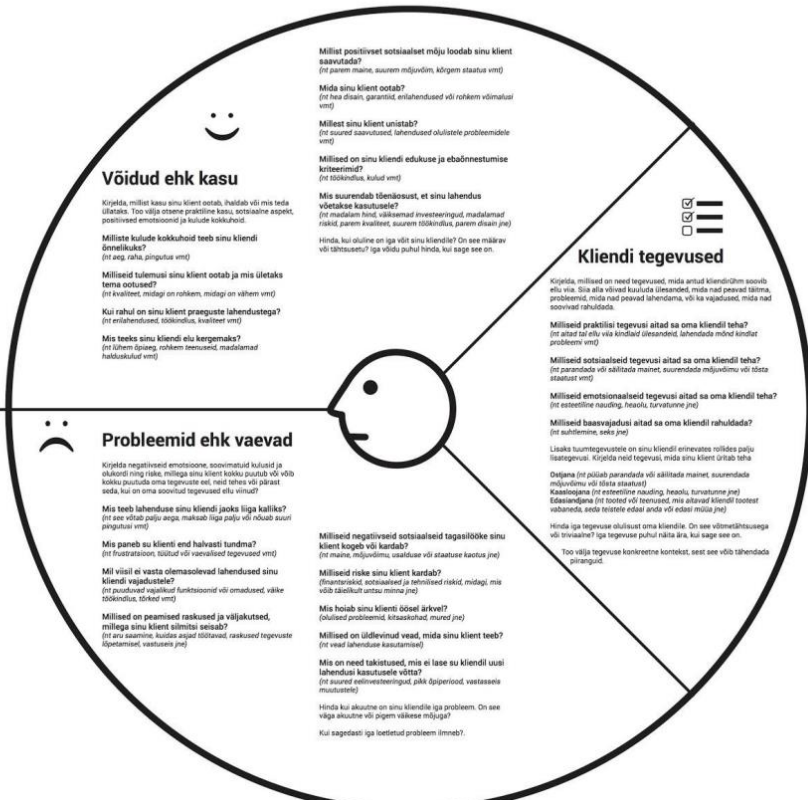 Võidud ehk kasu
Kirjelda, millist kasu sinu klient ootab, ihaldab või mis teda
üllataks. Too välja otsene praktiline kasu, sotsiaalne aspekt,
positiivsed emotsioonid ja kulude kokkuhoid.
Milliste kulude kokkuhoid teeb sinu kliendi
õnnelikuks?
(nt aeg, raha, pingutus vmt)
Milliseid tulemusi sinu klient ootab ja mis ületaks
tema ootused?
(nt kvaliteet, midagi on rohkem, midagi on vähem vmt)
Kui rahul on sinu klient praeguste lahendustega?
(nt erilahendused, töökindlus, kvaliteet vmt)
Mis teeks sinu kliendi elu kergemaks?
(nt lühem õpiaeg, rohkem teenuseid, madalamad
halduskulud vmt)
Millist positiivset sotsiaalset mõju loodab sinu klient
saavutada?
(nt parem maine, suurem mõjuvõim, kõrgem staatus vmt)
Mida sinu klient ootab?
(nt hea disain, garantiid, erilahendused või rohkem võimalusi
vmt)
Millest sinu klient unistab?
(nt suured saavutused, lahendused olulistele probleemidele
vmt)
Millised on sinu kliendi edukuse ja ebaõnnestumise
kriteerimid?
(nt töökindlus, kulud vmt)
Mis suurendab tõenäosust, et sinu lahendus
võetakse kasutusele?
(nt madalam hind, väiksemad investeeringud, madalamad
riskid, parem kvaliteet, suurem töökindlus, parem disain jne)
Hinda, kui oluline on iga võit sinu kliendile? On see määrav
või tähtsusetu? Iga võidu puhul hinda, kui sage see on.
Kliendi tegevused
Kirjelda, millised on need tegevused, mida antud kliendirühm soovib
ellu viia. Siia alla võivad kuuluda ülesanded, mida nad peavad täitma,
probleemid, mida nad peavad lahendama, või ka vajadused, mida nad
soovivad rahuldada.
Milliseid praktilisi tegevusi aitad sa oma kliendil teha?
(nt aitad tal ellu viia kindlaid ülesandeid, lahendada mõnd kindlat
probleemi vmt)
Milliseid sotsiaalseid tegevusi aitad sa oma kliendil teha?
(nt parandada või säilitada mainet, suurendada mõjuvõimu või tõsta
staatust vmt)
Milliseid emotsionaalseid tegevusi aitad sa oma kliendil teha?
(nt esteetiline nauding, heaolu, turvatunne jne)
Milliseid baasvajadusi aitad sa oma kliendil rahuldada?
(nt suhtlemine, seks jne)
Lisaks tuumtegevustele on sinu kliendil erinevates rollides palju
lisategevusi. Kirjelda neid tegevusi, mida sinu klient üritab teha
Ostjana (nt püüab parandada või säilitada mainet, suurendada
mõjuvõimu või tõsta staatust)
Kaasloojana (nt esteetiline nauding, heaolu, turvatunne jne)
Edasiandjana (nt tooted või teenused, mis aitavad kliendil tootest
vabaneda, seda teistele edasi anda või edasi müüa jne)
Hinda iga tegevuse olulisust oma kliendile. On see võtmetähtsusega
või triviaalne? Iga tegevuse puhul näita ära, kui sage see on.
Too välja tegevuse konkreetne kontekst, sest see võib tähendada
piiranguid.
Probleemid ehk vaevad
Kirjelda negatiivseid emotsioone, soovimatuid kulusid ja
olukordi ning riske, millega sinu klient kokku puutub või võib
kokku puutuda oma tegevuste eel, neid tehes või pärast
seda, kui on oma soovitud tegevused ellu viinud?
Mis teeb lahenduse sinu kliendi jaoks liiga kalliks?
(nt see võtab palju aega, maksab liiga palju või nõuab suuri
pingutusi vmt)
Mis paneb su klienti end halvasti tundma?
(nt frustratsioon, tüütud või vaevalised tegevused vmt)
Mil viisil ei vasta olemasolevad lahendused sinu
kliendi vajadustele?
(nt puuduvad vajalikud funktsioonid või omadused, väike
töökindlus, tõrked vmt)
Millised on peamised raskused ja väljakutsed,
millega sinu klient silmitsi seisab?
(nt aru saamine, kuidas asjad töötavad, raskused tegevuste
lõpetamisel, vastuseis jne)
Milliseid negatiivseid sotsiaalseid tagasilööke sinu
klient kogeb või kardab?
(nt maine, mõjuvõimu, usalduse või staatuse kaotus jne)
Milliseid riske sinu klient kardab?
(finantsriskid, sotsiaalsed ja tehnilised riskid, midagi, mis
võib täielikult untsu minna jne)
Mis hoiab sinu klienti öösel ärkvel?
(olulised probleemid, kitsaskohad, mured jne)
Millised on üldlevinud vead, mida sinu klient teeb?
(nt vead lahenduse kasutamisel)
Mis on need takistused, mis ei lase su kliendil uusi
lahendusi kasutusele võtta?
(nt suured eelinvesteeringud, pikk õpiperiood, vastasseis
muutustele)
Hinda kui akuutne on sinu kliendile iga probleem. On see
väga akuutne või pigem väikese mõjuga?
Kui sagedasti iga loetletud probleem ilmneb?.